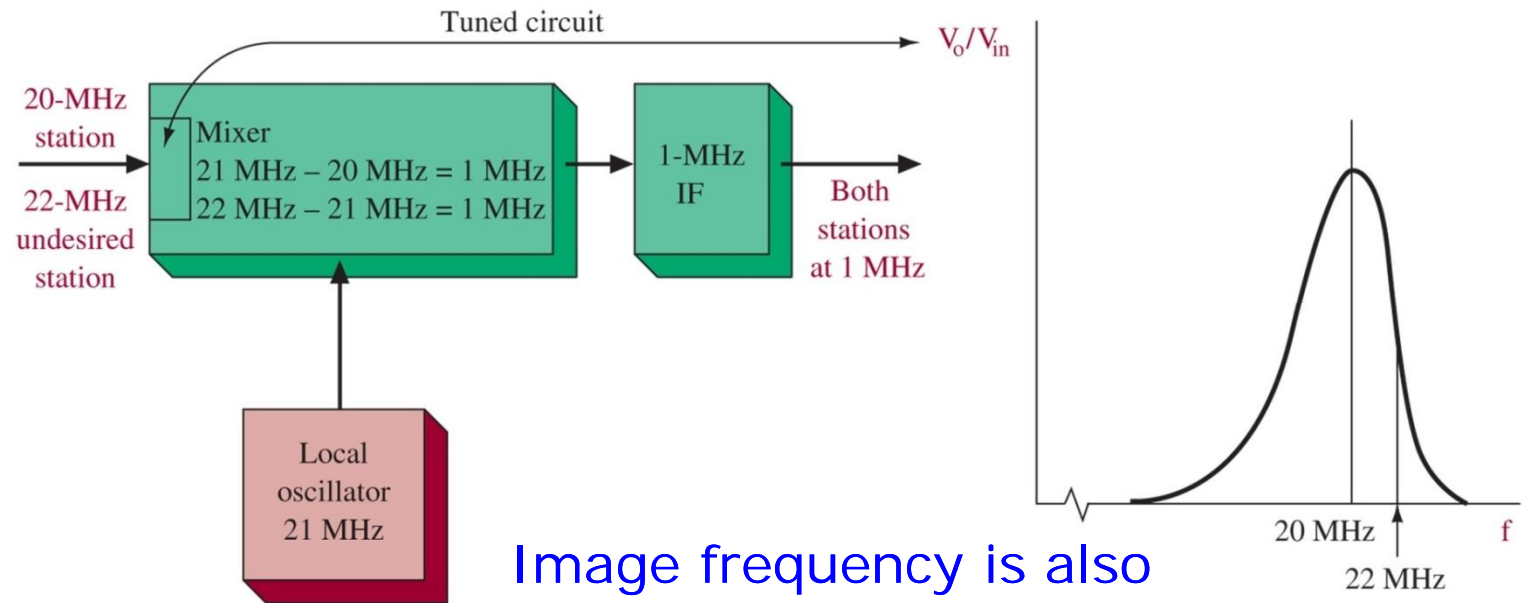 Tuned circuit
Vo/Vin
20-MHz
station
22-MHz
undesired
station
Mixer
21 MHz – 20 MHz = 1 MHz
22 MHz – 21 MHz = 1 MHz
1-MHz
IF
Both
stations
at 1 MHz
Local
oscillator
21 MHz
20 MHz
f
22 MHz
Image frequency is also